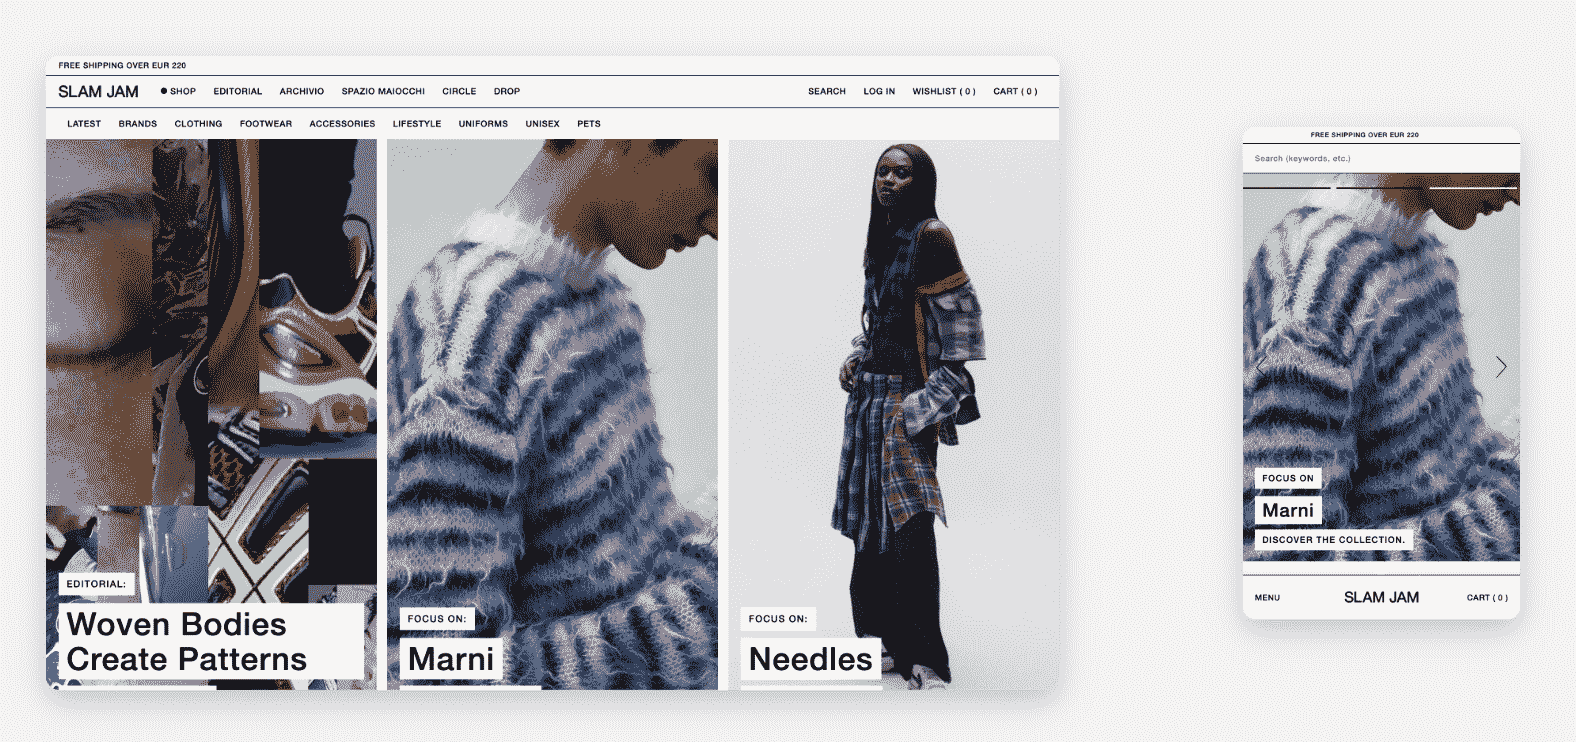 FREE SHIPPING OVER EUR 220
SLAM JAM SHOP EDITORIAL ARCHIVIO SPAZIO MAIOCCHI CIRCLE DROP SEARCH LOG IN WISHLIST ( 0 ) CART ( 0 )
LATEST BRANDS CLOTHING FOOTWEAR ACCESSORIES LIFESTYLE UNIFORMS UNISEX PETS
EDITORIAL:
Woven Bodies
Create Patterns
FOCUS ON:
Marni
FOCUS ON:
Needles
FREE SHIPPING OVER EUR 220
Search (keywords, etc.)
FOCUS ON
Marni
DISCOVER THE COLLECTION.
MENU SLAM JAM CART ( 0 )